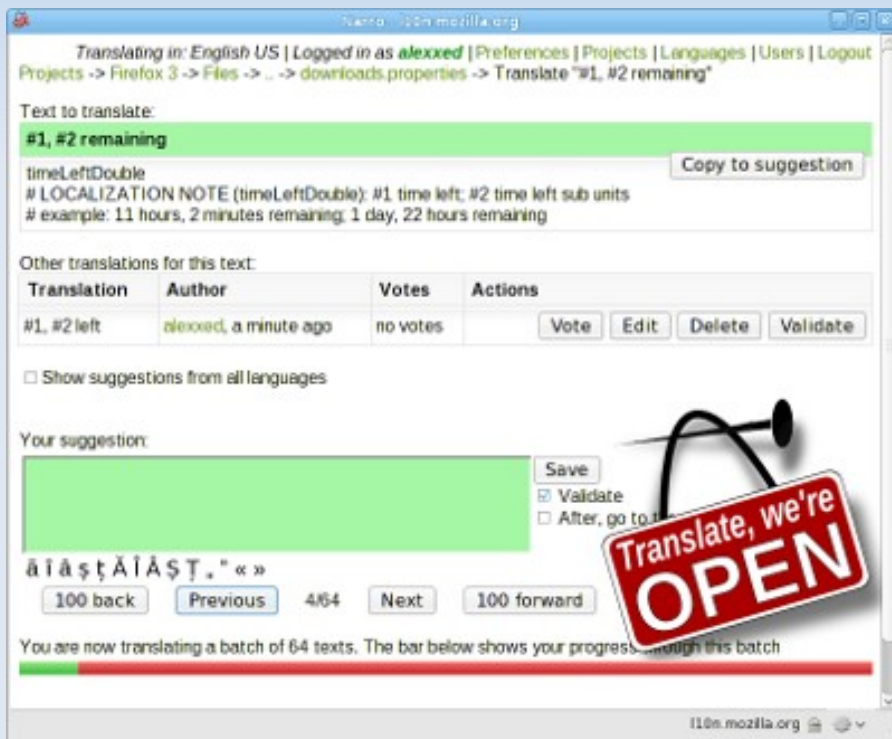 Narro - l10n.mozilla.org
Translating in: English US | Logged in as alexxed | Preferences | Projects | Languages | Users | Logout
Projects -> Firefox 3 -> Files -> .. -> downloads.properties -> Translate "#1, #2 remaining"
Text to translate:
#1, #2 remaining
Copy to suggestion
timeLeftDouble
# LOCALIZATION NOTE (timeLeftDouble): #1 time left; #2 time left sub units
# example: 11 hours, 2 minutes remaining; 1 day, 22 hours remaining
Other translations for this text:
Translation Author Votes Actions
#1, #2 left alexxed, a minute ago no votes Vote Edit Delete Validate
Show suggestions from all languages
Your suggestion:
Save
Validate
After, go to
Translate, we're
OPEN
ă î â ş ţ Ă Î Â Ş Ţ „ " « »
100 back Previous 4/64 Next 100 forward
You are now translating a batch of 64 texts. The bar below shows your progress through this batch
l10n.mozilla.org